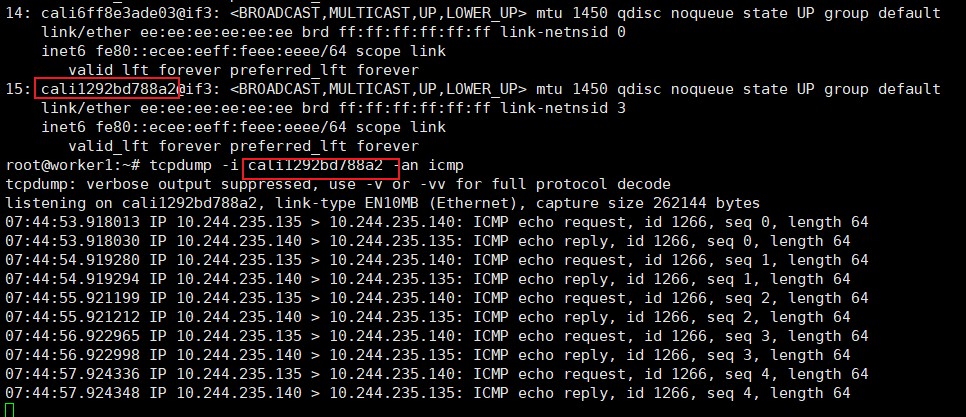 14: cali6ff8e3ade03@if3: <BROADCAST,MULTICAST,UP,LOWER_UP> mtu 1450 qdisc noqueue state UP group default
link/ether ee:ee:ee:ee:ee:ee brd ff:ff:ff:ff:ff:ff link-netnsid 0
inet6 fe80::ecee:eeff:feee:eeee/64 scope link
valid_lft forever preferred_lft forever
15: cali1292bd788a2@if3: <BROADCAST,MULTICAST,UP,LOWER_UP> mtu 1450 qdisc noqueue state UP group default
link/ether ee:ee:ee:ee:ee:ee brd ff:ff:ff:ff:ff:ff link-netnsid 3
inet6 fe80::ecee:eeff:feee:eeee/64 scope link
valid_lft forever preferred_lft forever
root@worker1:~# tcpdump -i cali1292bd788a2 -an icmp
tcpdump: verbose output suppressed, use -v or -vv for full protocol decode
listening on cali1292bd788a2, link-type EN10MB (Ethernet), capture size 262144 bytes
07:44:53.918013 IP 10.244.235.135 > 10.244.235.140: ICMP echo request, id 1266, seq 0, length 64
07:44:53.918030 IP 10.244.235.140 > 10.244.235.135: ICMP echo reply, id 1266, seq 0, length 64
07:44:54.919280 IP 10.244.235.135 > 10.244.235.140: ICMP echo request, id 1266, seq 1, length 64
07:44:54.919294 IP 10.244.235.140 > 10.244.235.135: ICMP echo reply, id 1266, seq 1, length 64
07:44:55.921199 IP 10.244.235.135 > 10.244.235.140: ICMP echo request, id 1266, seq 2, length 64
07:44:55.921212 IP 10.244.235.140 > 10.244.235.135: ICMP echo reply, id 1266, seq 2, length 64
07:44:56.922965 IP 10.244.235.135 > 10.244.235.140: ICMP echo request, id 1266, seq 3, length 64
07:44:56.922998 IP 10.244.235.140 > 10.244.235.135: ICMP echo reply, id 1266, seq 3, length 64
07:44:57.924336 IP 10.244.235.135 > 10.244.235.140: ICMP echo request, id 1266, seq 4, length 64
07:44:57.924348 IP 10.244.235.140 > 10.244.235.135: ICMP echo reply, id 1266, seq 4, length 64